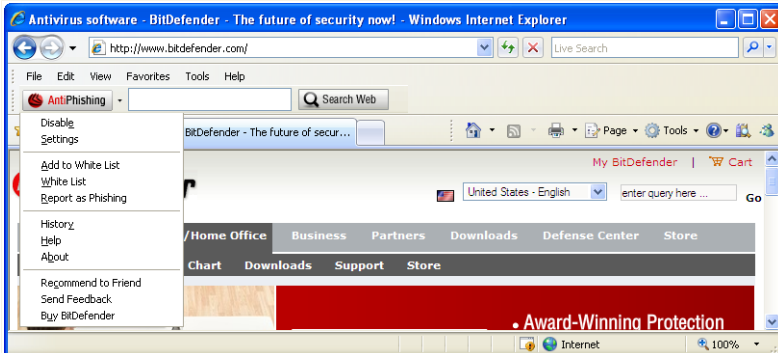 Antivirus software - BitDefender - The future of security now! - Windows Internet Explorer
http://www.bitdefender.com/
Live Search
File Edit View Favorites Tools Help
AntiPhishing
Search Web
Disable
Settings
Add to White List
White List
Report as Phishing
History
Help
About
Recommend to Friend
Send Feedback
Buy BitDefender
BitDefender - The future of secur...
Page Tools
My BitDefender | Cart
United States - English
enter query here ...
Go
/Home Office Business Partners Downloads Defense Center Store
Chart Downloads Support Store
• Award-Winning Protection
Internet
100%